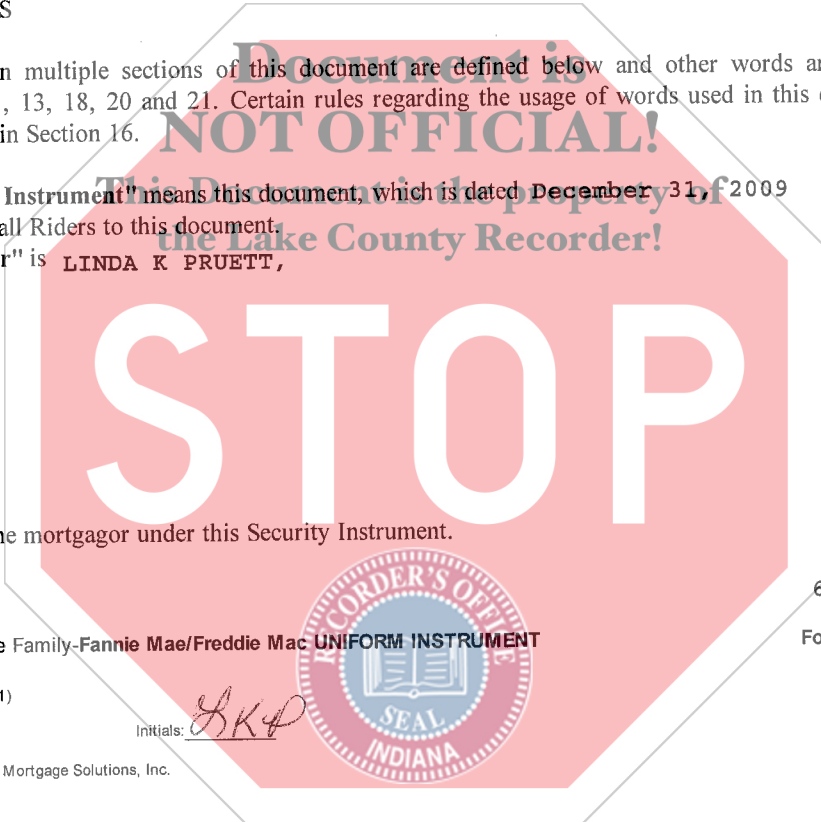 S
Document is
n multiple sections of this document are defined below and other words ar
, 13, 18, 20 and 21. Certain rules regarding the usage of words used in this
NOT OFFICIAL!
in Section 16.
This Document is the property of
Instrument" means this document, which is dated December 31, 2009
all Riders to this document.
the Lake County Recorder!
r" is LINDA K PRUETT,
STOP
e mortgagor under this Security Instrument.
RECORDER'S OFFICE
6
e Family-Fannie Mae/Freddie Mac UNIFORM INSTRUMENT
Fo
1)
SEAL
Initials: LKP
INDIANA
Mortgage Solutions, Inc.